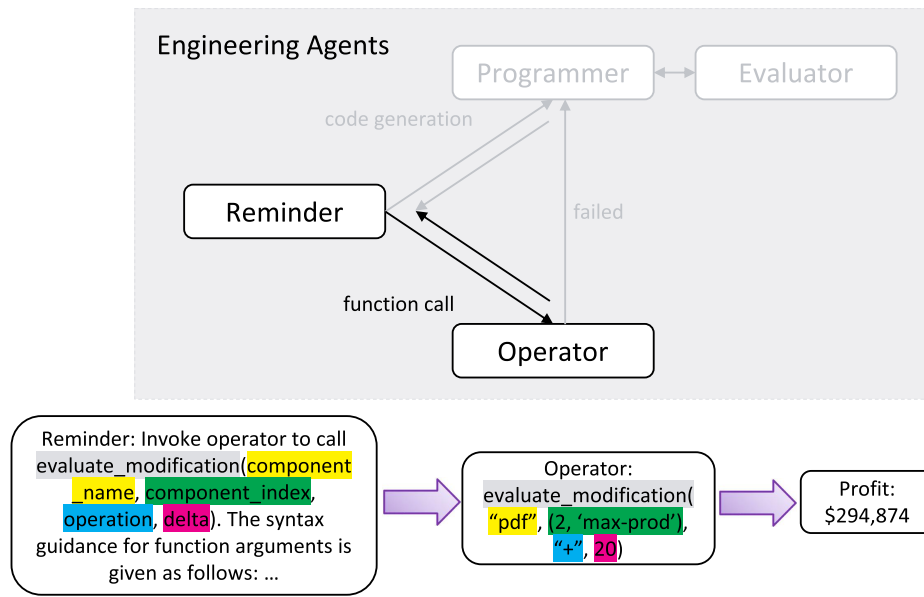 Engineering Agents
Programmer
Evaluator
code generation
Reminder
failed
function call
Operator
Reminder: Invoke operator to call
evaluate_modification(component
_name, component_index,
operation, delta). The syntax
guidance for function arguments is
given as follows: …
Operator:
evaluate_modification(
“pdf”, (2, ‘max-prod’),
“+”, 20)
Profit:
$294,874